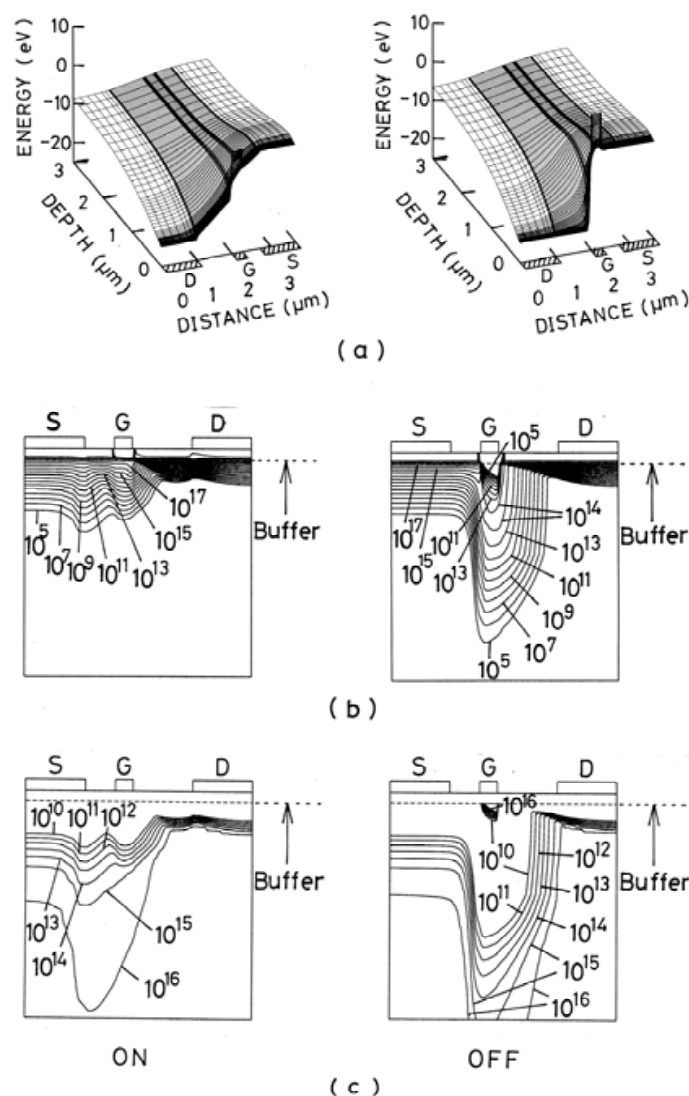 ENERGY (eV)
10
0
-10
-20
3
2
1
0
DEPTH (μm)
D G S
0 1 2 3
DISTANCE (μm)
ENERGY (eV)
10
0
-10
-20
3
2
1
0
DEPTH (μm)
D G S
0 1 2 3
DISTANCE (μm)
(a)
S G D
10^17
10^15
10^5 10^7 10^9 10^11 10^13
Buffer
S G D
10^5
10^17
10^15
10^11
10^13
10^14
10^13
10^11
10^9
10^7
10^5
Buffer
(b)
S G D
10^10 10^11 10^12
10^13
10^14
10^15
10^16
Buffer
ON
S G D
10^16
10^10
10^11
10^12
10^13
10^14
10^15
10^16
Buffer
OFF
(c)